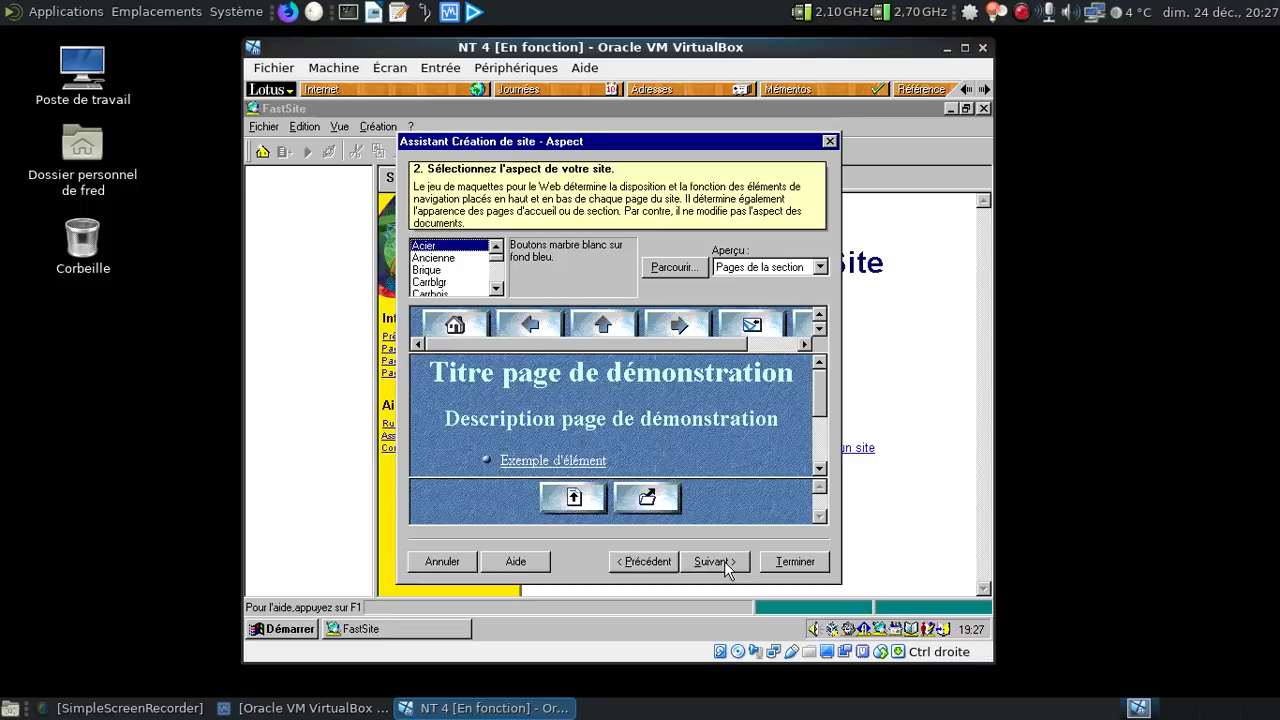 Applications Emplacements Système 2,10 GHz 2,70 GHz 4 °C dim. 24 déc., 20:27
Poste de travail
Dossier personnel
de fred
Corbeille
NT 4 [En fonction] - Oracle VM VirtualBox
Fichier Machine Écran Entrée Périphériques Aide
Lotus Internet Journées 10 Adresses Mémentos Référence
FastSite
Fichier Edition Vue Création ?
Assistant Création de site - Aspect
2. Sélectionnez l'aspect de votre site.
Le jeu de maquettes pour le Web détermine la disposition et la fonction des éléments de
navigation placés en haut et en bas de chaque page du site. Il détermine également
l'apparence des pages d'accueil ou de section. Par contre, il ne modifie pas l'aspect des
documents.
Acier
Ancienne
Brique
Carrblgr
Carrbois
Boutons marbre blanc sur
fond bleu.
Parcourir...
Aperçu :
Pages de la section
Site
Titre page de démonstration
Description page de démonstration
Exemple d'élément
un site
Annuler Aide < Précédent Suivant > Terminer
Pour l'aide,appuyez sur F1
Démarrer FastSite 19:27
Ctrl droite
[SimpleScreenRecorder] [Oracle VM VirtualBox ... NT 4 [En fonction] - Or...